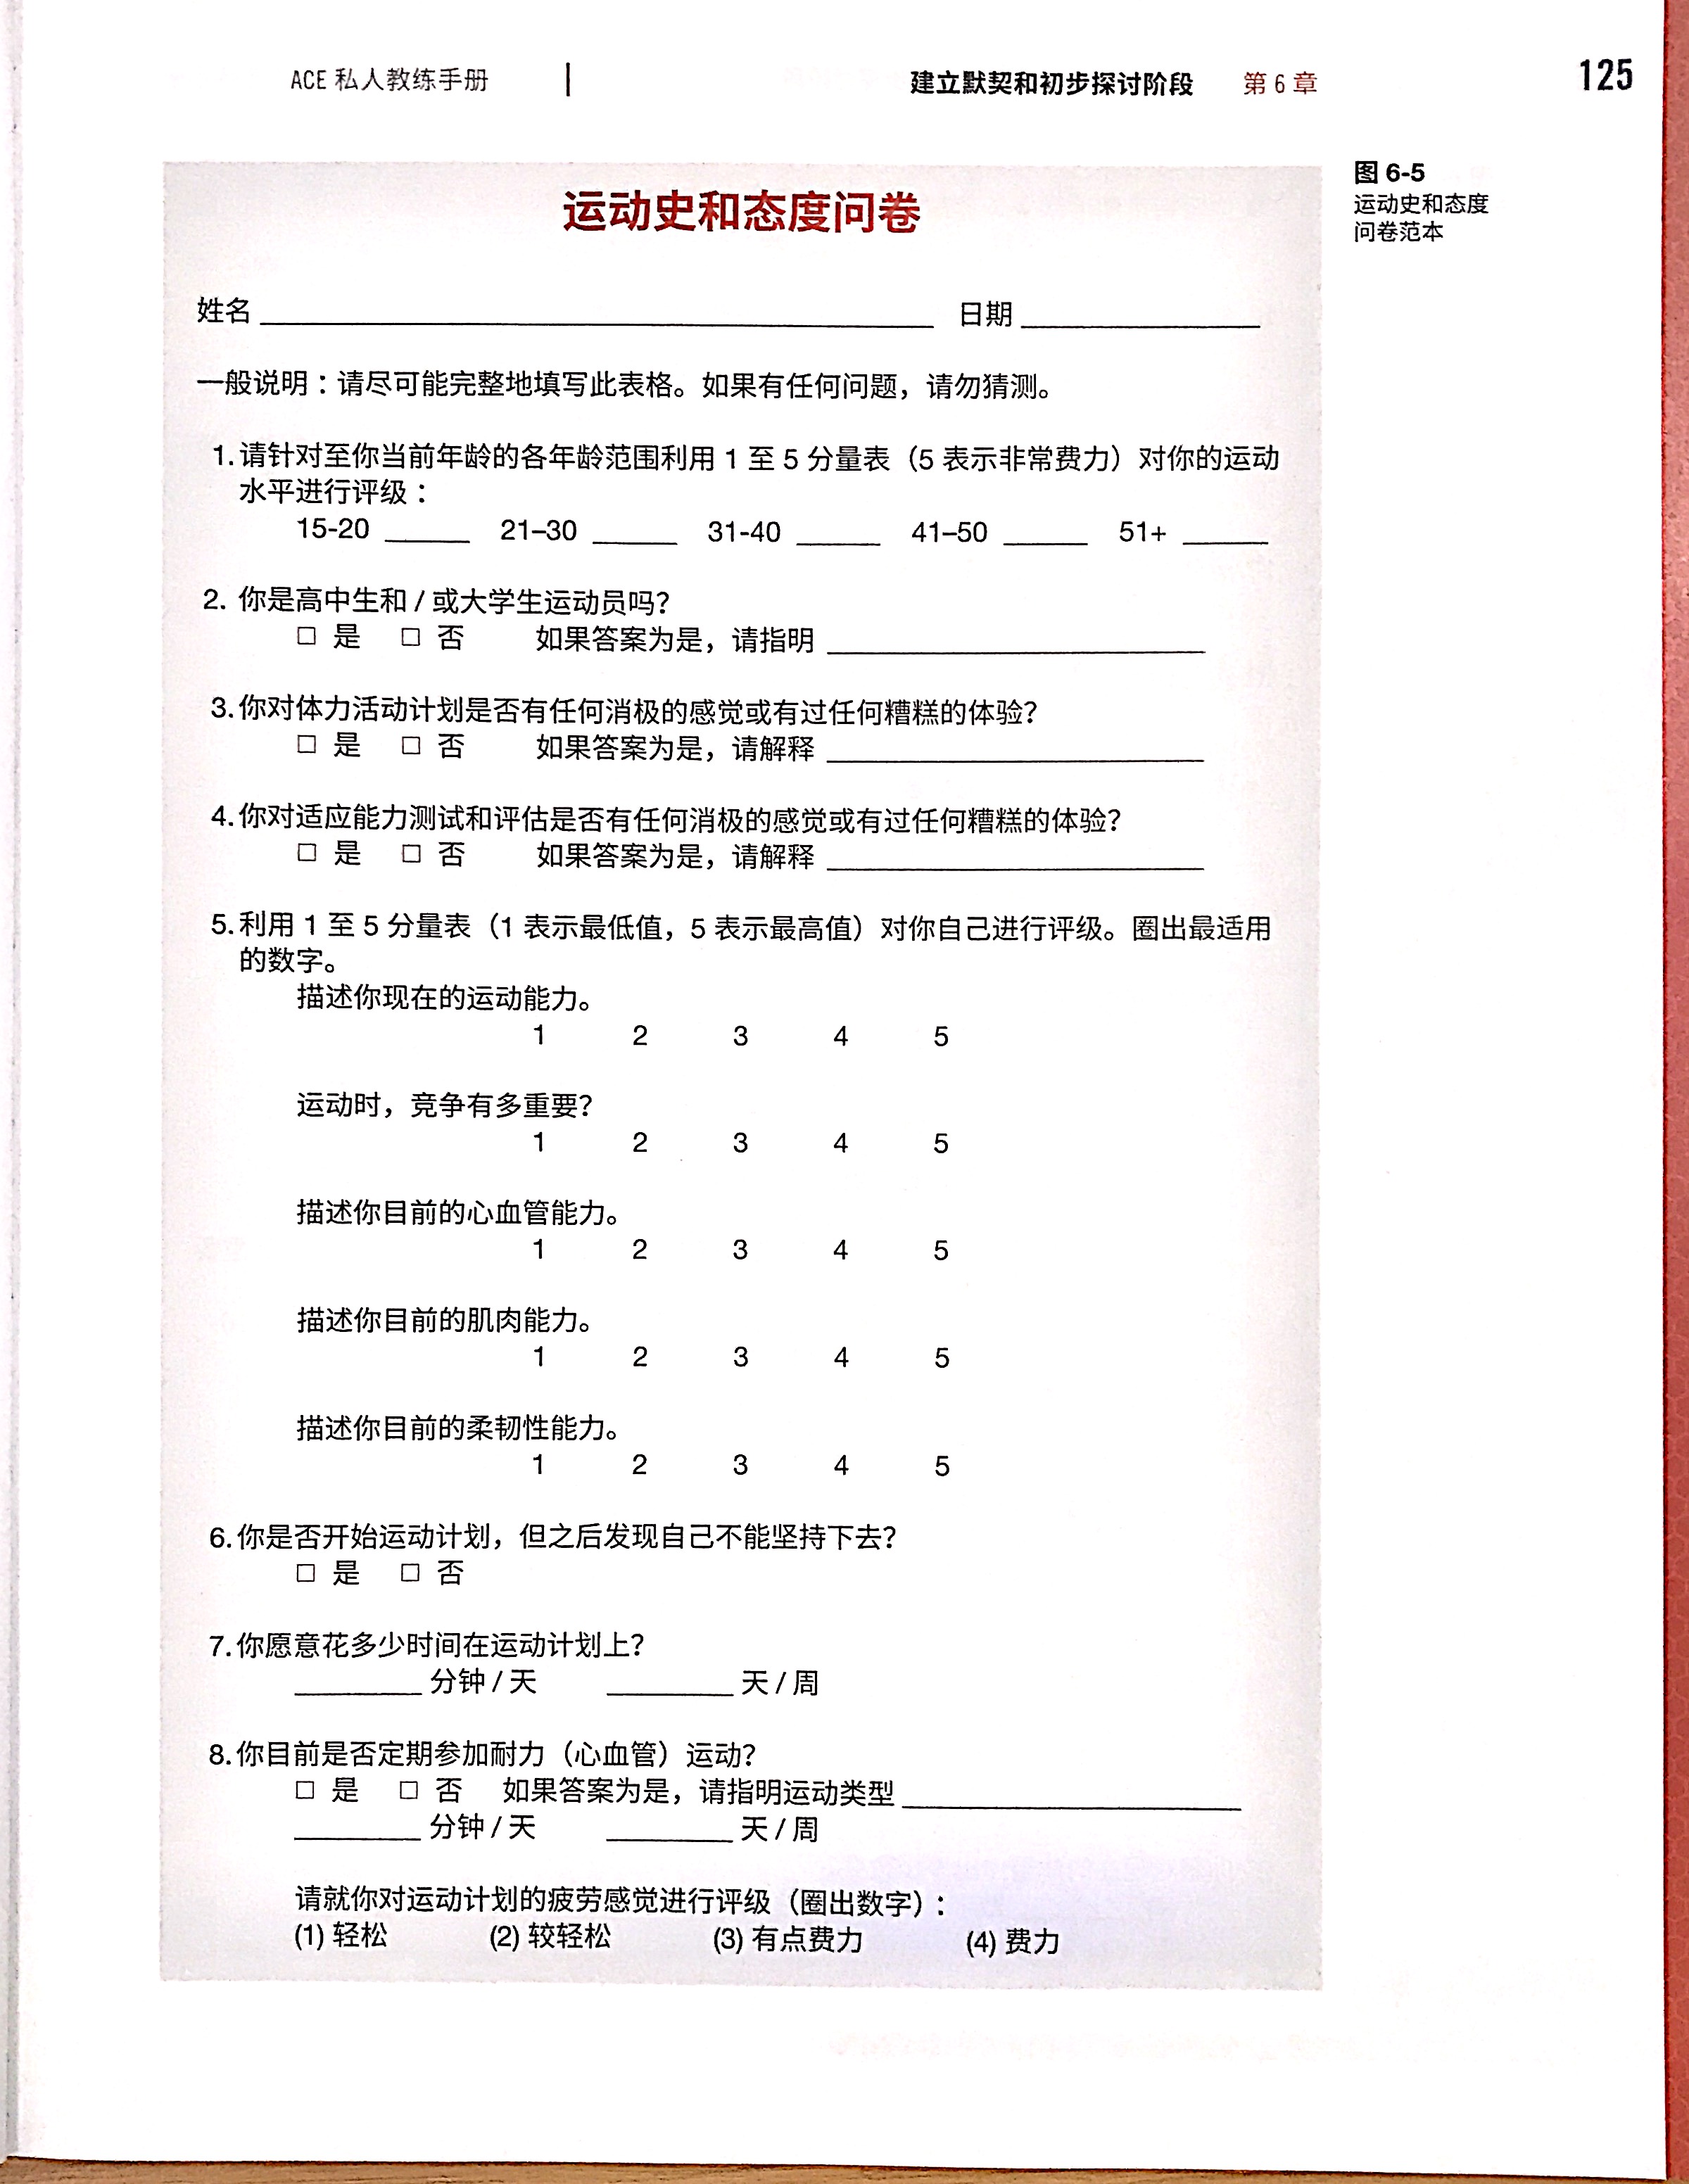 ACE 私人教练手册 | 建立默契和初步探讨阶段 第 6 章 125
图 6-5
运动史和态度
问卷范本
运动史和态度问卷
姓名 ________ 日期 ________
一般说明：请尽可能完整地填写此表格。如果有任何问题，请勿猜测。
1. 请针对至你当前年龄的各年龄范围利用 1 至 5 分量表（5 表示非常费力）对你的运动
水平进行评级：
15-20 ____ 21–30 ____ 31-40 ____ 41–50 ____ 51+ ____
2. 你是高中生和 / 或大学生运动员吗？
□ 是 □ 否 如果答案为是，请指明 ________
3. 你对体力活动计划是否有任何消极的感觉或有过任何糟糕的体验？
□ 是 □ 否 如果答案为是，请解释 ________
4. 你对适应能力测试和评估是否有任何消极的感觉或有过任何糟糕的体验？
□ 是 □ 否 如果答案为是，请解释 ________
5. 利用 1 至 5 分量表（1 表示最低值，5 表示最高值）对你自己进行评级。圈出最适用
的数字。
描述你现在的运动能力。
1 2 3 4 5
运动时，竞争有多重要？
1 2 3 4 5
描述你目前的心血管能力。
1 2 3 4 5
描述你目前的肌肉能力。
1 2 3 4 5
描述你目前的柔韧性能力。
1 2 3 4 5
6. 你是否开始运动计划，但之后发现自己不能坚持下去？
□ 是 □ 否
7. 你愿意花多少时间在运动计划上？
________ 分钟 / 天 ________ 天 / 周
8. 你目前是否定期参加耐力（心血管）运动？
□ 是 □ 否 如果答案为是，请指明运动类型 ________
________ 分钟 / 天 ________ 天 / 周
请就你对运动计划的疲劳感觉进行评级（圈出数字）：
(1) 轻松 (2) 较轻松 (3) 有点费力 (4) 费力